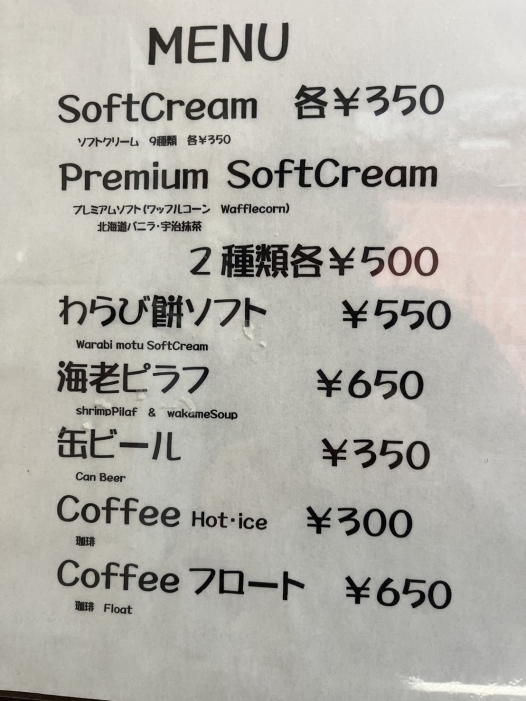 MENU
SoftCream 各¥350
ソフトクリーム 9種類 各¥350
Premium SoftCream
プレミアムソフト(ワッフルコーン Wafflecorn)
北海道バニラ・宇治抹茶
2種類各¥500
わらび餅ソフト ¥550
Warabi motu SoftCream
海老ピラフ ¥650
shrimpPilaf & wakameSoup
缶ビール ¥350
Can Beer
Coffee Hot・ice ¥300
珈琲
Coffee フロート ¥650
珈琲 Float